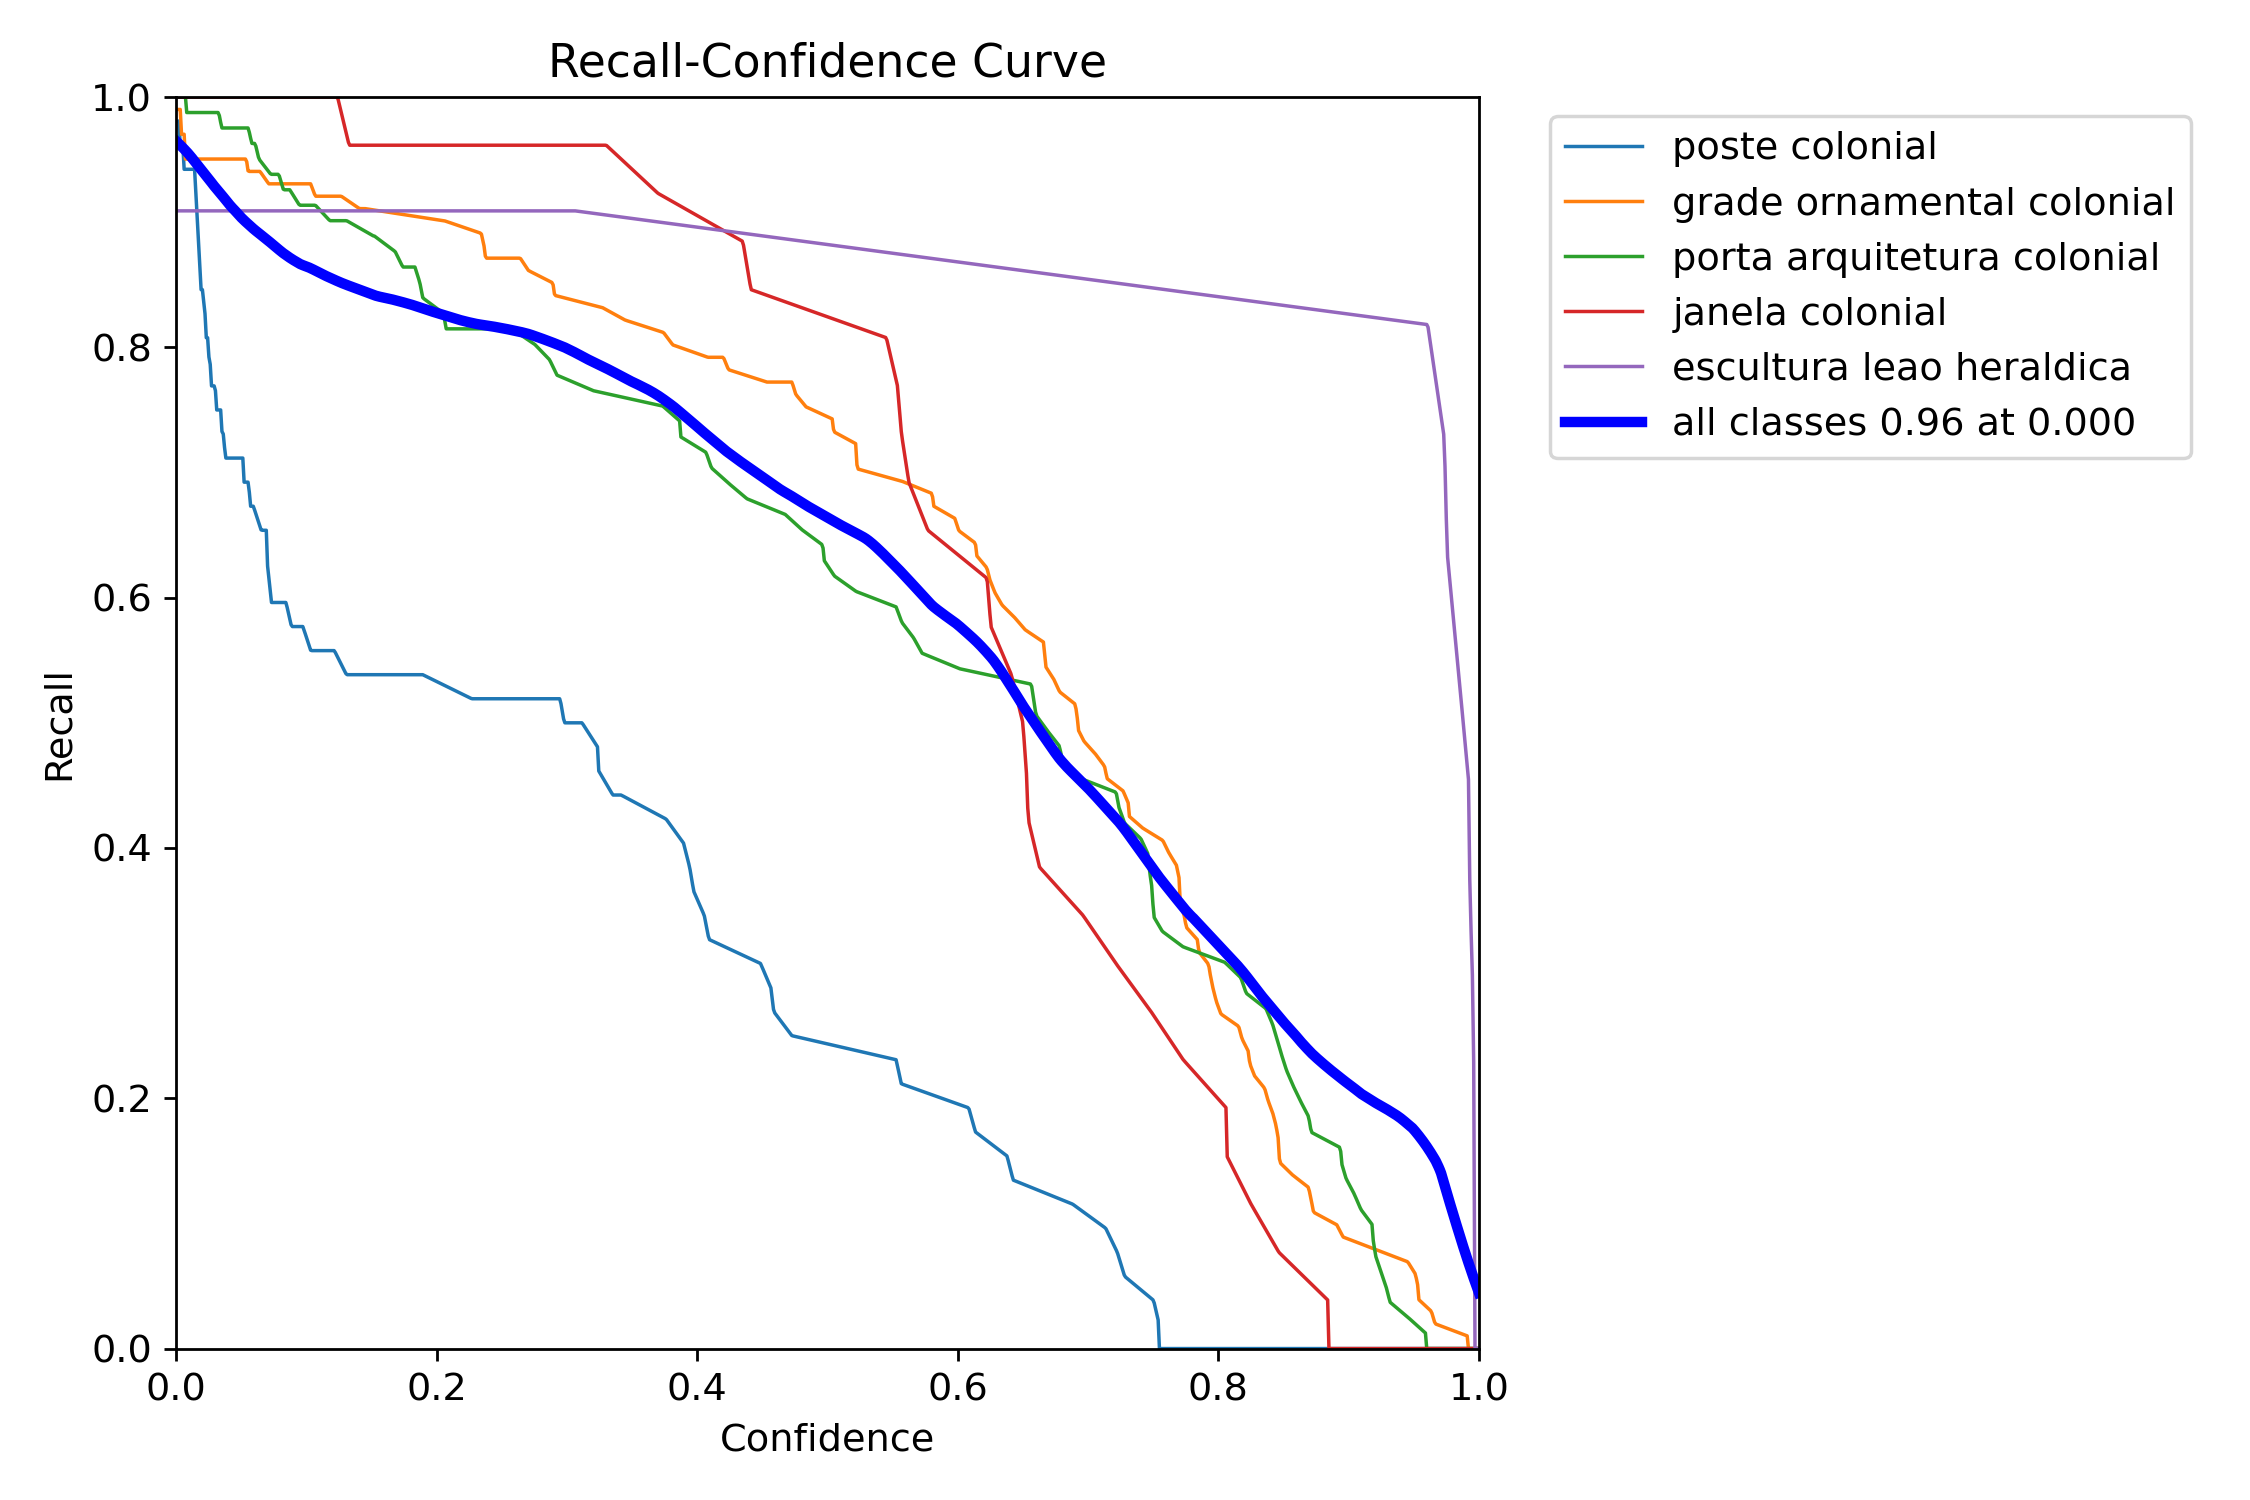 Recall-Confidence Curve
1.0
0.8
0.6
0.4
0.2
0.0
Recall
0.0 0.2 0.4 0.6 0.8 1.0
Confidence
poste colonial
grade ornamental colonial
porta arquitetura colonial
janela colonial
escultura leao heraldica
all classes 0.96 at 0.000